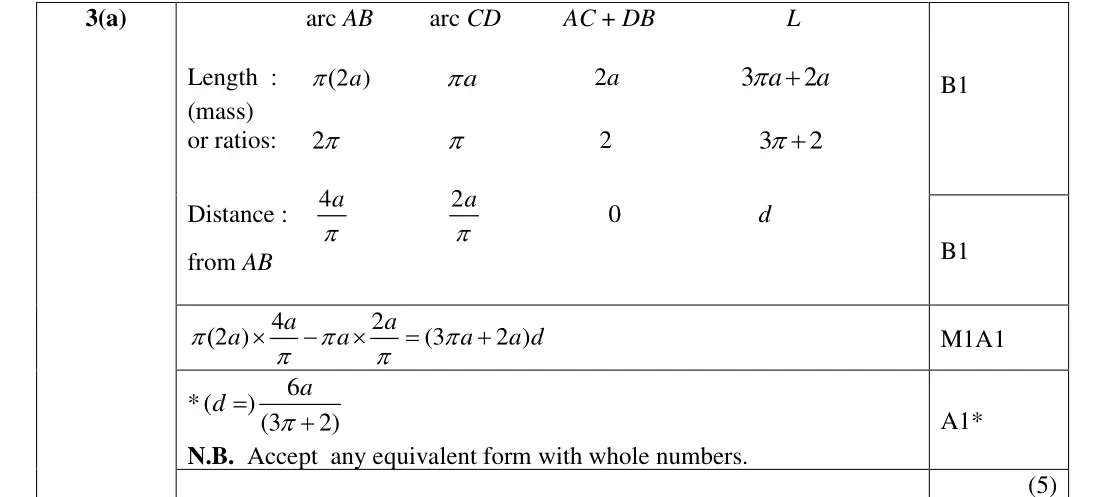 3(a) arc AB arc CD AC + DB L
Length : π(2a) πa 2a 3πa + 2a B1
(mass)
or ratios: 2π π 2 3π + 2
Distance : 4a/π 2a/π 0 d
from AB B1
π(2a) × 4a/π − πa × 2a/π = (3πa + 2a)d M1A1
* (d =) 6a/(3π + 2) A1*
N.B. Accept any equivalent form with whole numbers.
(5)